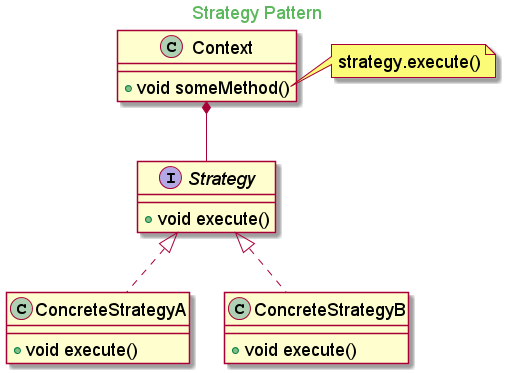 Strategy Pattern
C Context
+ void someMethod()
strategy.execute()
I Strategy
void execute()
C ConcreteStrategyA
void execute()
C ConcreteStrategyB
void execute()